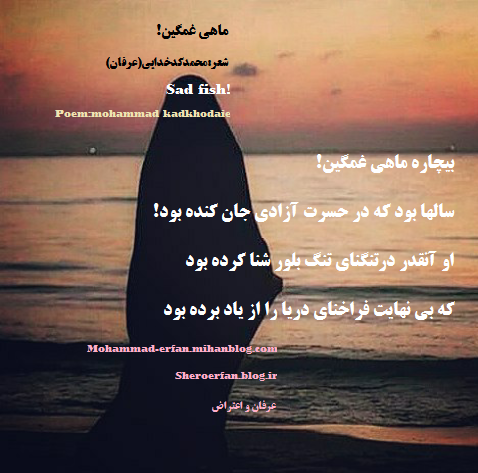 ماهی غمگین!
شعر:محمدکدخدایی(عرفان)
Sad fish!
Poem:mohammad kadkhodaie
بیچاره ماهی غمگین!
سالها بود که در حسرت آزادی جان کنده بود!
او آنقدر درتنگنای تنگ بلور شنا کرده بود
که بی نهایت فراخنای دریا را از یاد برده بود
Mohammad-erfan.mihanblog.com
Sheroerfan.blog.ir
عرفان و اعتراض